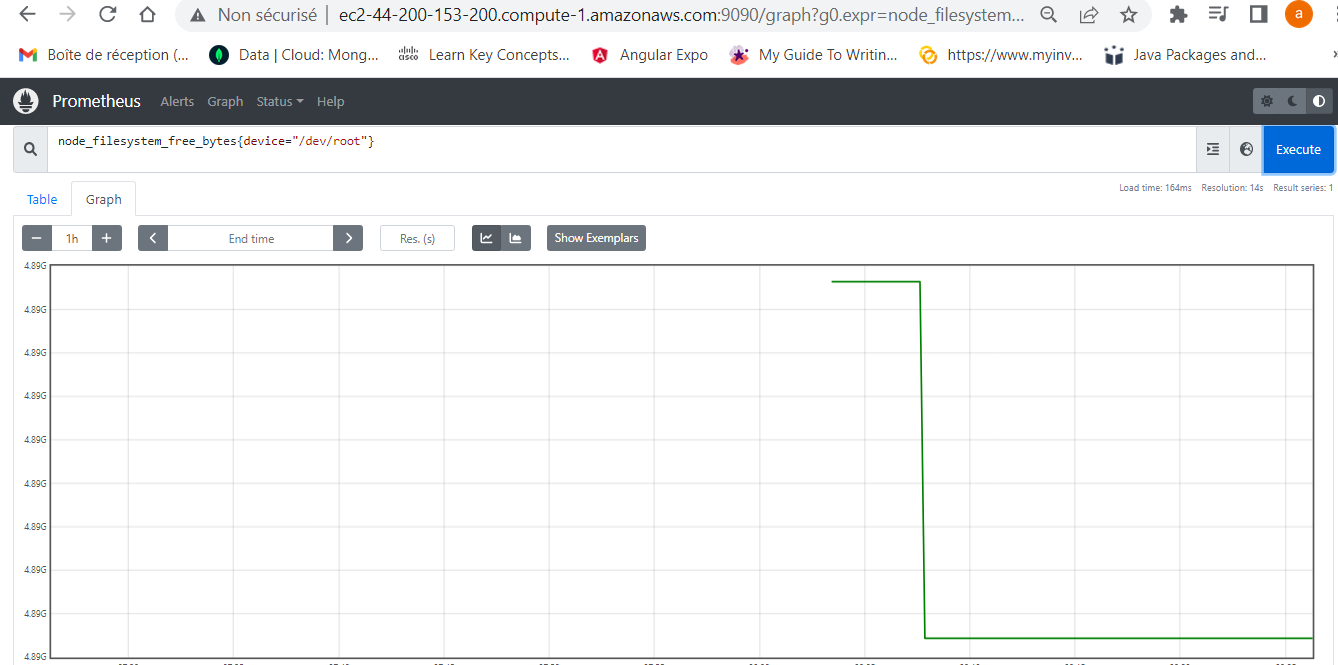 Non sécurisé | ec2-44-200-153-200.compute-1.amazonaws.com:9090/graph?g0.expr=node_filesystem...
a
Boîte de réception (... Data | Cloud: Mong... Learn Key Concepts... Angular Expo My Guide To Writin... https://www.myinv... Java Packages and...
Prometheus Alerts Graph Status Help
node_filesystem_free_bytes{device="/dev/root"}
Execute
Load time: 164ms Resolution: 14s Result series: 1
Table Graph
− 1h + End time Res. (s) Show Exemplars
4.89G
4.89G
4.89G
4.89G
4.89G
4.89G
4.89G
4.89G
4.89G
4.89G